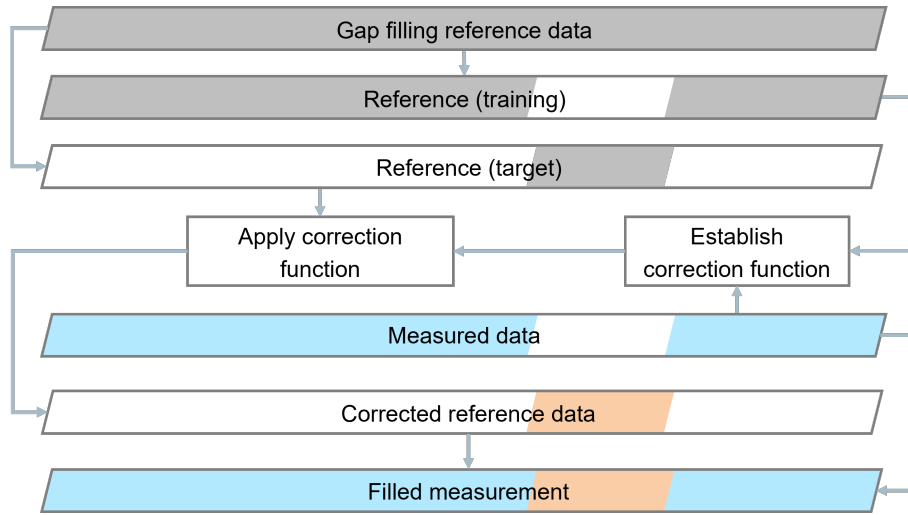 Gap filling reference data
Reference (training)
Reference (target)
Apply correction
function
Establish
correction function
Measured data
Corrected reference data
Filled measurement